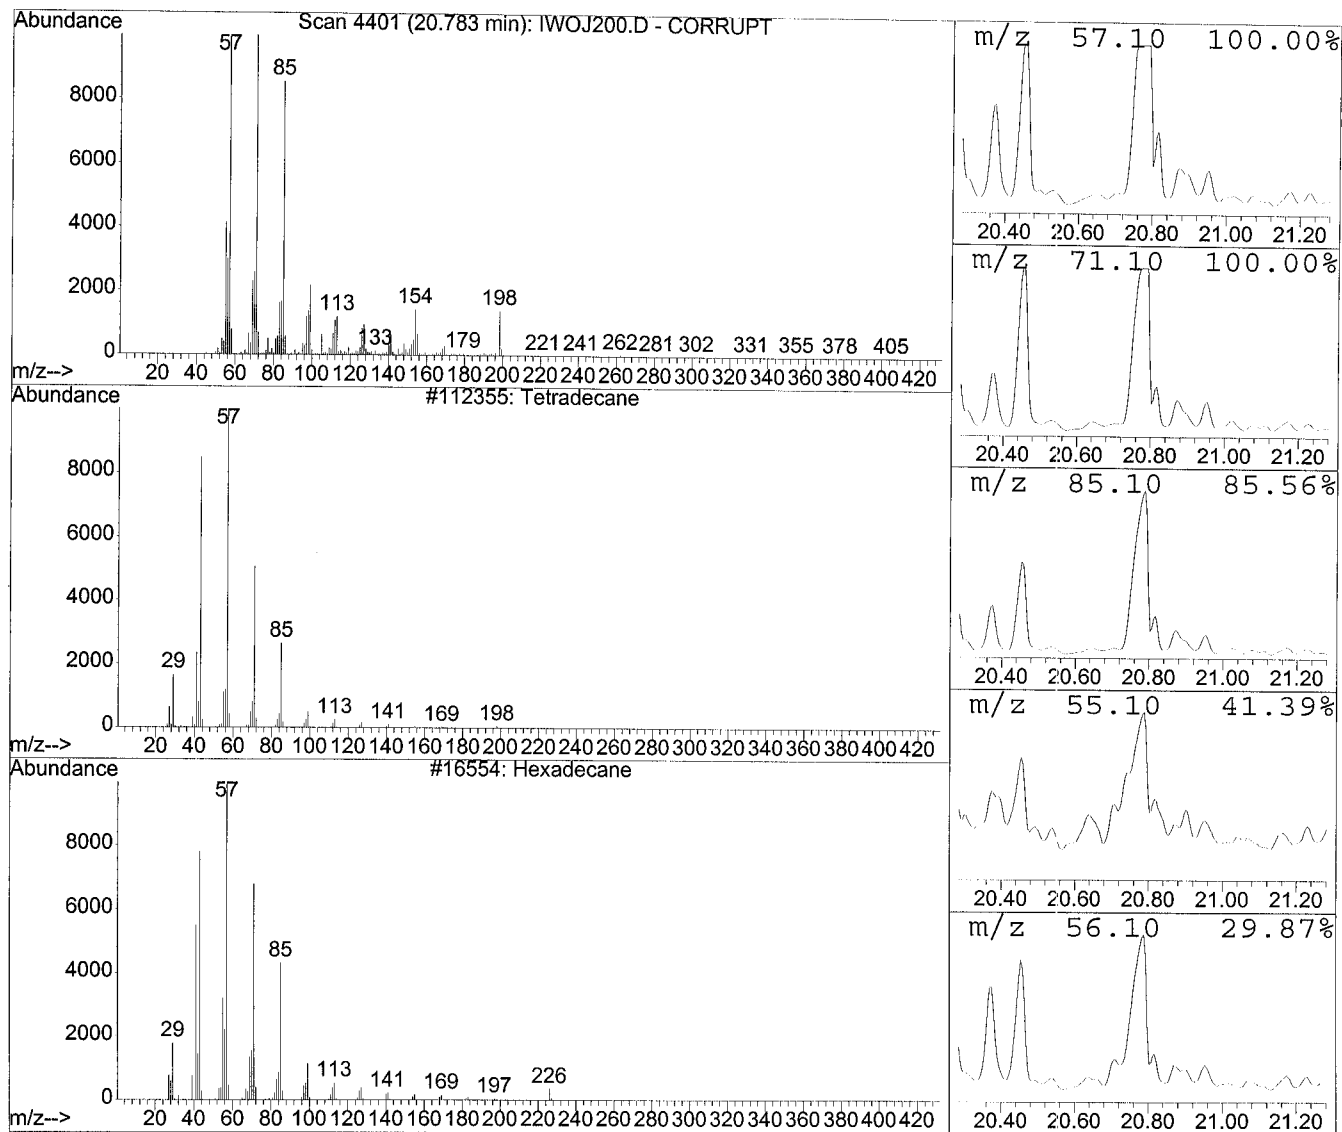 Abundance
Scan 4401 (20.783 min): IWOJ200.D - CORRUPT
57
85
8000
6000
4000
2000
113
133
154
179
198
221 241 262 281 302 331 355 378 405
0
m/z-->
20 40 60 80 100 120 140 160 180 200 220 240 260 280 300 320 340 360 380 400 420
Abundance
#112355: Tetradecane
57
8000
6000
4000
2000
29
85
113 141 169 198
0
m/z-->
20 40 60 80 100 120 140 160 180 200 220 240 260 280 300 320 340 360 380 400 420
Abundance
#16554: Hexadecane
57
8000
6000
4000
2000
29
85
113 141 169 197 226
0
m/z-->
20 40 60 80 100 120 140 160 180 200 220 240 260 280 300 320 340 360 380 400 420
m/z 57.10 100.00%
20.40 20.60 20.80 21.00 21.20
m/z 71.10 100.00%
20.40 20.60 20.80 21.00 21.20
m/z 85.10 85.56%
20.40 20.60 20.80 21.00 21.20
m/z 55.10 41.39%
20.40 20.60 20.80 21.00 21.20
m/z 56.10 29.87%
20.40 20.60 20.80 21.00 21.20